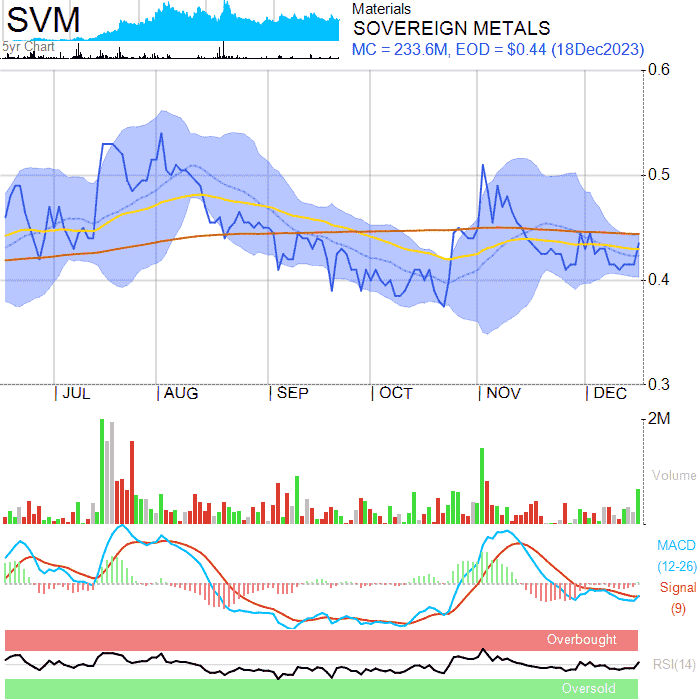 SVM
5yr Chart
Materials
SOVEREIGN METALS
MC = 233.6M, EOD = $0.44 (18Dec2023)
0.6
0.5
0.4
0.3
JUL AUG SEP OCT NOV DEC
2M
Volume
MACD
(12-26)
Signal
(9)
Overbought
RSI(14)
Oversold